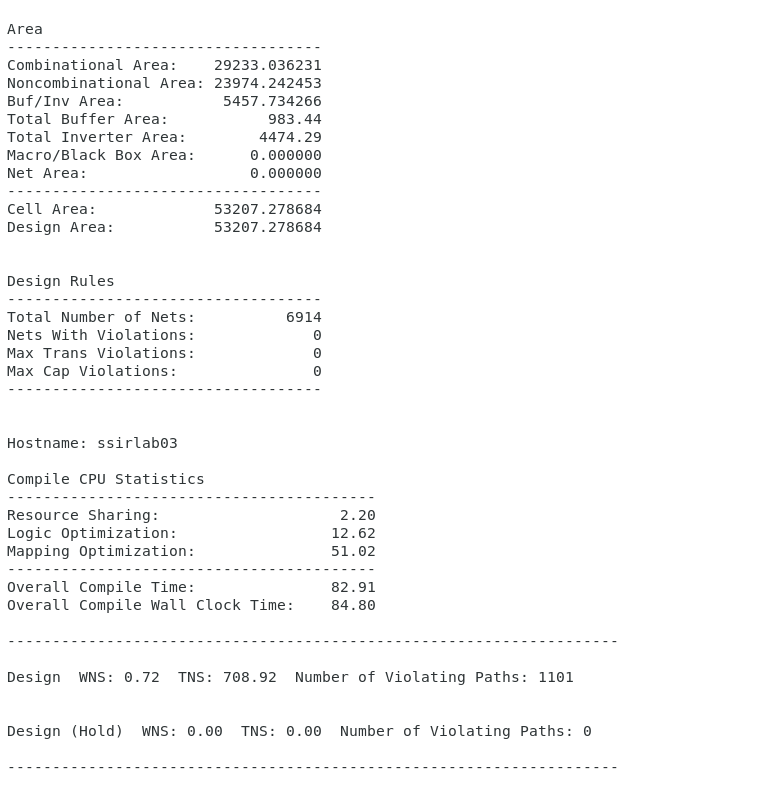 Area
-----------------------------------
Combinational Area:    29233.036231
Noncombinational Area: 23974.242453
Buf/Inv Area:           5457.734266
Total Buffer Area:           983.44
Total Inverter Area:        4474.29
Macro/Black Box Area:      0.000000
Net Area:                  0.000000
-----------------------------------
Cell Area:             53207.278684
Design Area:           53207.278684
Design Rules
-----------------------------------
Total Number of Nets:          6914
Nets With Violations:             0
Max Trans Violations:             0
Max Cap Violations:               0
-----------------------------------
Hostname: ssirlab03
Compile CPU Statistics
-----------------------------------------
Resource Sharing:                    2.20
Logic Optimization:                 12.62
Mapping Optimization:               51.02
-----------------------------------------
Overall Compile Time:               82.91
Overall Compile Wall Clock Time:    84.80
--------------------------------------------------------------------
Design  WNS: 0.72  TNS: 708.92  Number of Violating Paths: 1101
Design (Hold)  WNS: 0.00  TNS: 0.00  Number of Violating Paths: 0
--------------------------------------------------------------------